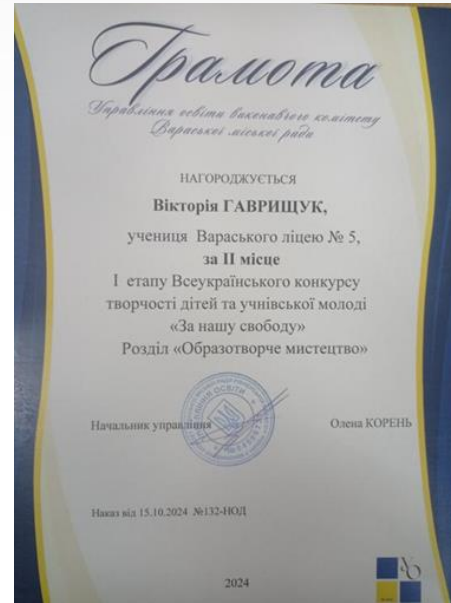 Грамота
Управління освіти виконавчого комітету
Вараської міської ради
НАГОРОДЖУЄТЬСЯ
Вікторія ГАВРИЩУК,
учениця Вараського ліцею № 5,
за ІІ місце
І етапу Всеукраїнського конкурсу
творчості дітей та учнівської молоді
«За нашу свободу»
Розділ «Образотворче мистецтво»
Начальник управління
Олена КОРЕНЬ
Наказ від 15.10.2024 №132-НОД
2024